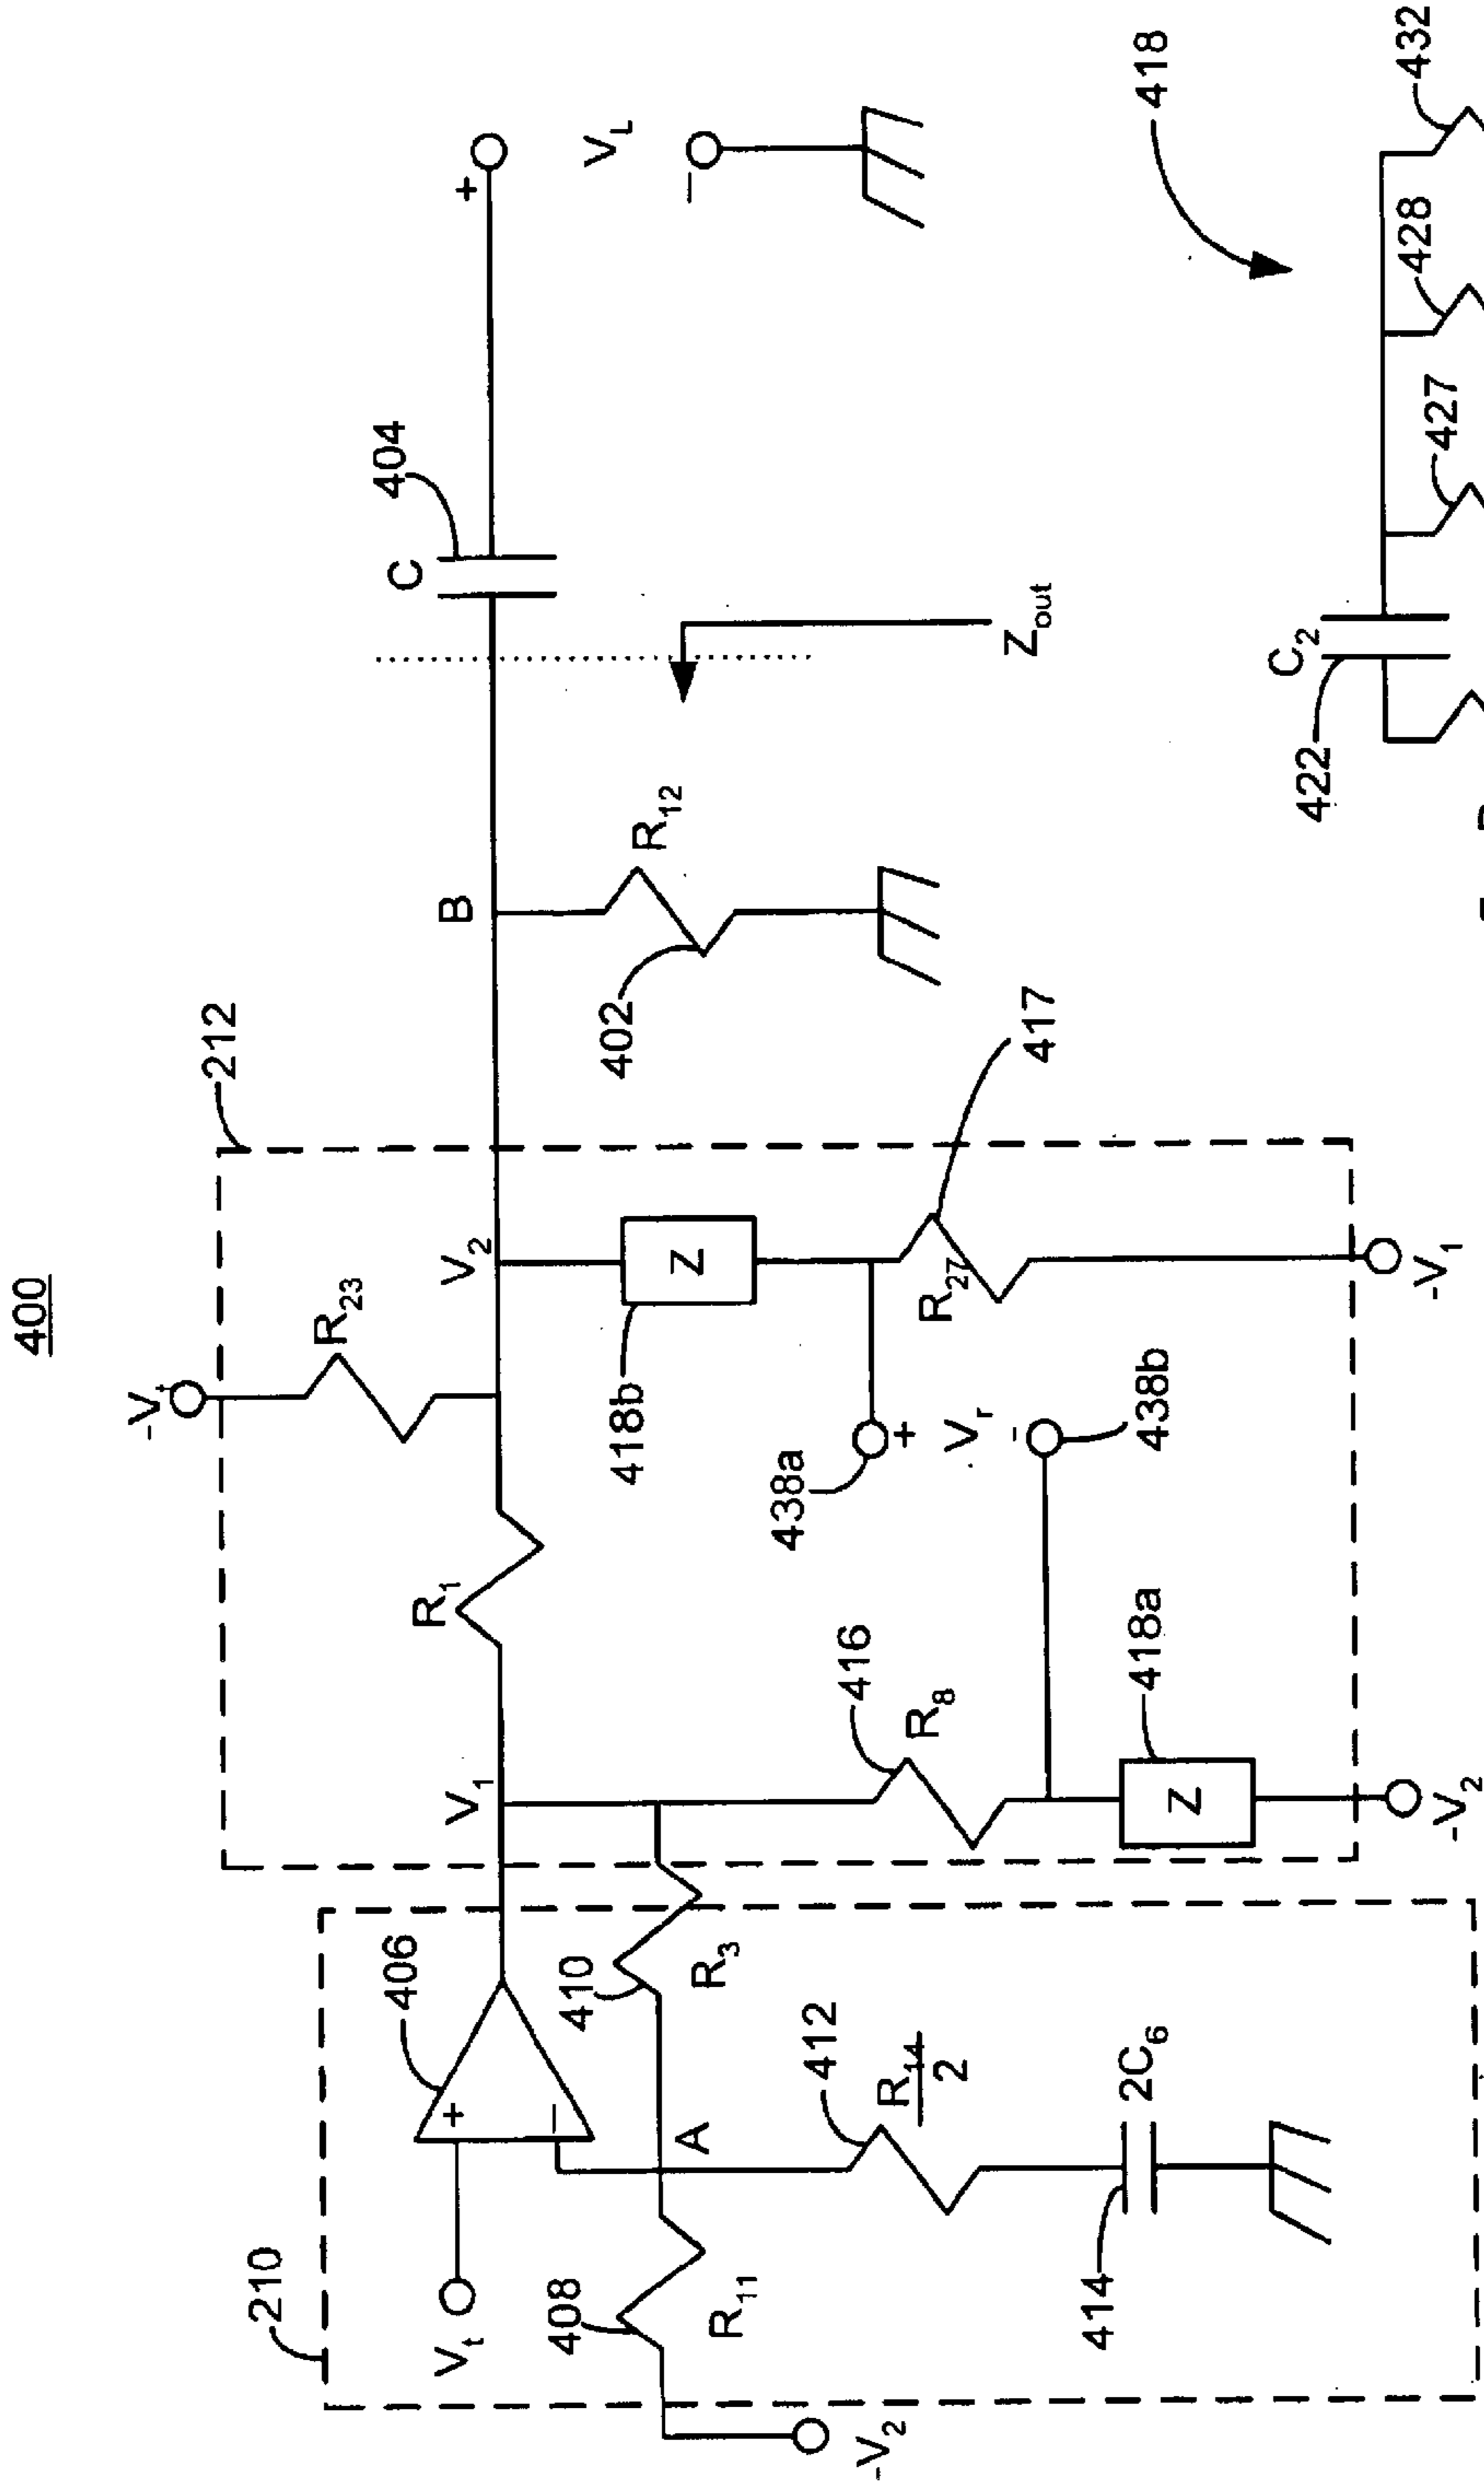 400
210
V_t
408
R_11
-V_2
406
+
−
A
410
R_3
412
R_14
2
414
2C_6
V_1
R_1
416
R_8
418a
Z
-V_2
212
R_23
V_2
418b
Z
438a
+
V_r
-
438b
R_27
417
-V_1
B
402
R_12
C
404
Z_out
+
V_L
−
418
422
C_2
427
428
432